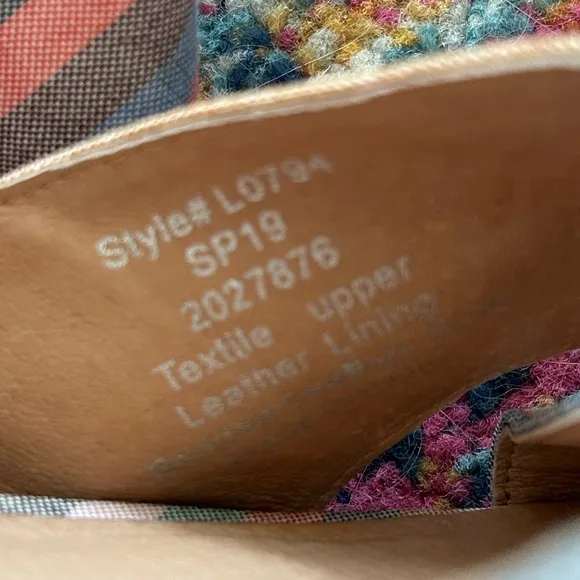 Style# L0794
SP19
2027876
Textile upper
Leather Lining